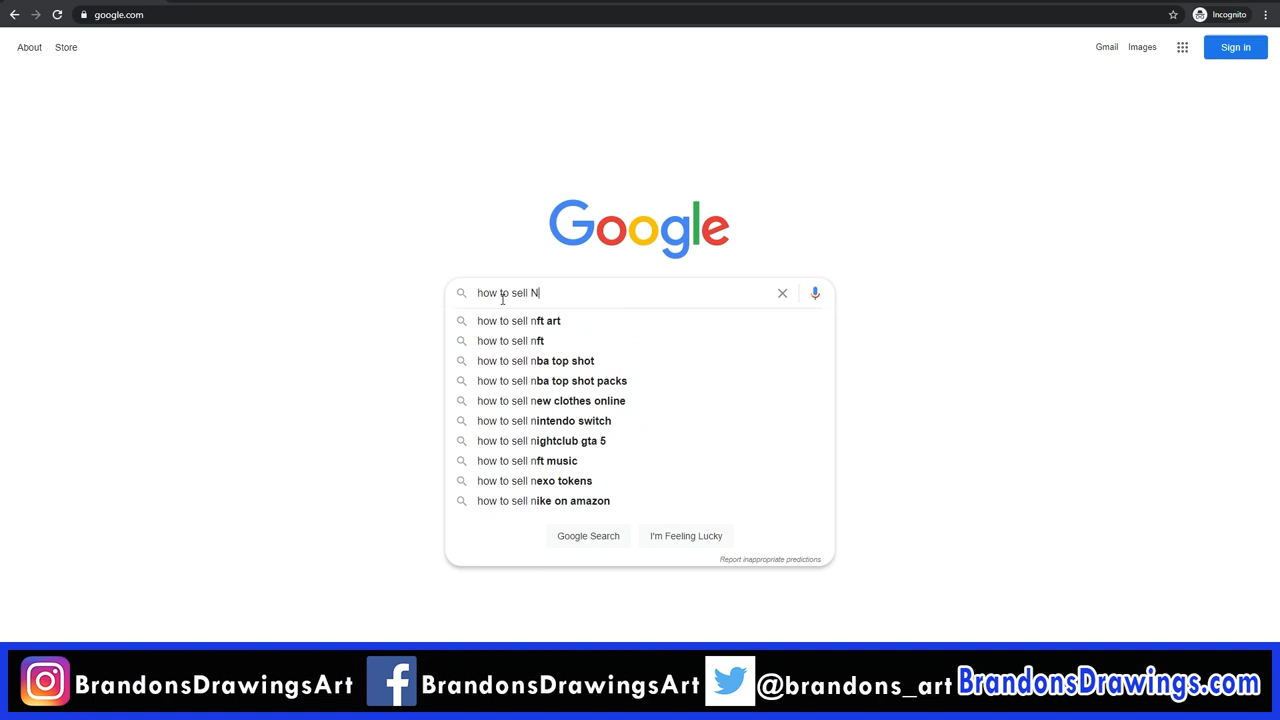 google.com
Incognito
About Store
Gmail Images
Sign in
Google
how to sell N
how to sell nft art
how to sell nft
how to sell nba top shot
how to sell nba top shot packs
how to sell new clothes online
how to sell nintendo switch
how to sell nightclub gta 5
how to sell nft music
how to sell nexo tokens
how to sell nike on amazon
Google Search I'm Feeling Lucky
Report inappropriate predictions
BrandonsDrawingsArt BrandonsDrawingsArt @brandons_art BrandonsDrawings.com